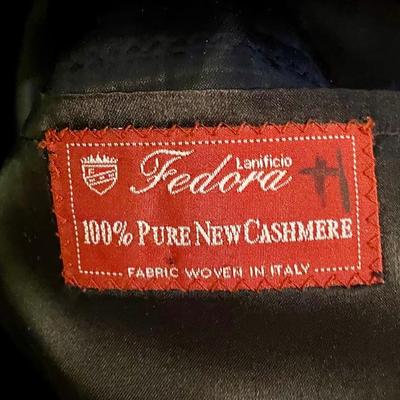 Lanificio
Fedora
100% PURE NEW CASHMERE
FABRIC WOVEN IN ITALY